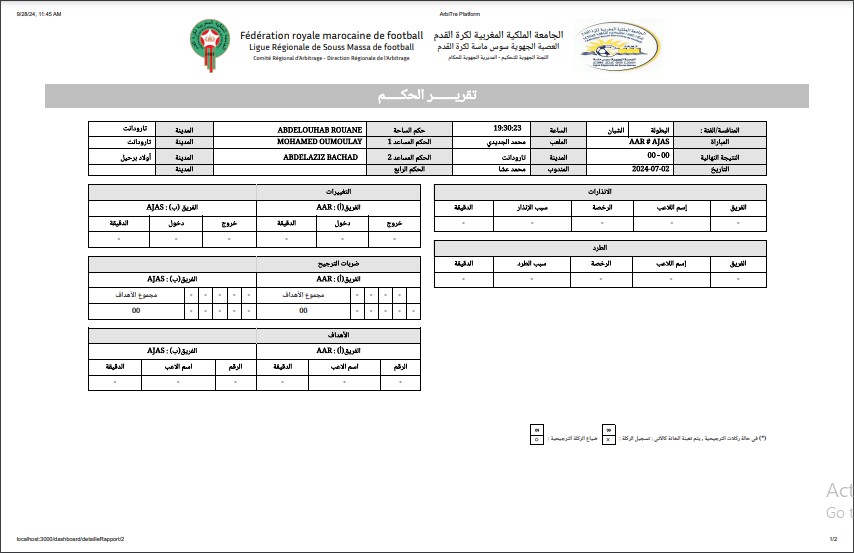 9/28/24, 11:45 AM ArbiTre Platform
Fédération royale marocaine de football الجامعة الملكية المغربية لكرة القدم
Ligue Régionale de Souss Massa de football العصبة الجهوية سوس ماسة لكرة القدم
Comité Régional d'Arbitrage - Direction Régionale de l'Arbitrage اللجنة الجهوية للتحكيم - المديرية الجهوية للحكام
تقريـــر الحكـــم
المنافسة/الفئة : البطولة الشبان الساعة 19:30:23 حكم الساحة ABDELOUHAB ROUANE المدينة تارودانت
المباراة AAR # AJAS الملعب محمد الجديدي الحكم المساعد 1 MOHAMED OUMOULAY المدينة تارودانت
النتيجة النهائية 00 - 00 المدينة تارودانت الحكم المساعد 2 ABDELAZIZ BACHAD المدينة أولاد برحيل
التاريخ 2024-07-02 المندوب محمد عشا الحكم الرابع المدينة
الانذارات
الفريق إسم اللاعب الرخصة سبب الإنذار الدقيقة
- - - - -
الطرد
الفريق إسم اللاعب الرخصة سبب الطرد الدقيقة
- - - - -
التغييرات
الفريق(أ) : AAR الفريق (ب) : AJAS
خروج دخول الدقيقة خروج دخول الدقيقة
- - - - - -
ضربات الترجيح
الفريق(أ) : AAR الفريق(ب) : AJAS
- - - - مجموع الأهداف - - - - - مجموع الأهداف
- - - - - 00 - - - - - 00
الأهداف
الفريق(أ) : AAR الفريق(ب) : AJAS
الرقم اسم الاعب الدقيقة الرقم اسم الاعب الدقيقة
- - - - - -
(*) في حالة ركلات الترجيحية , يتم تعبئة الخانة كالاتي : تسجيل الركلة : ∞ x ضياع الركلة الترجيحية : ∞ o
Act
Go t
localhost:3000/dashboard/detailleRapport/2 1/2